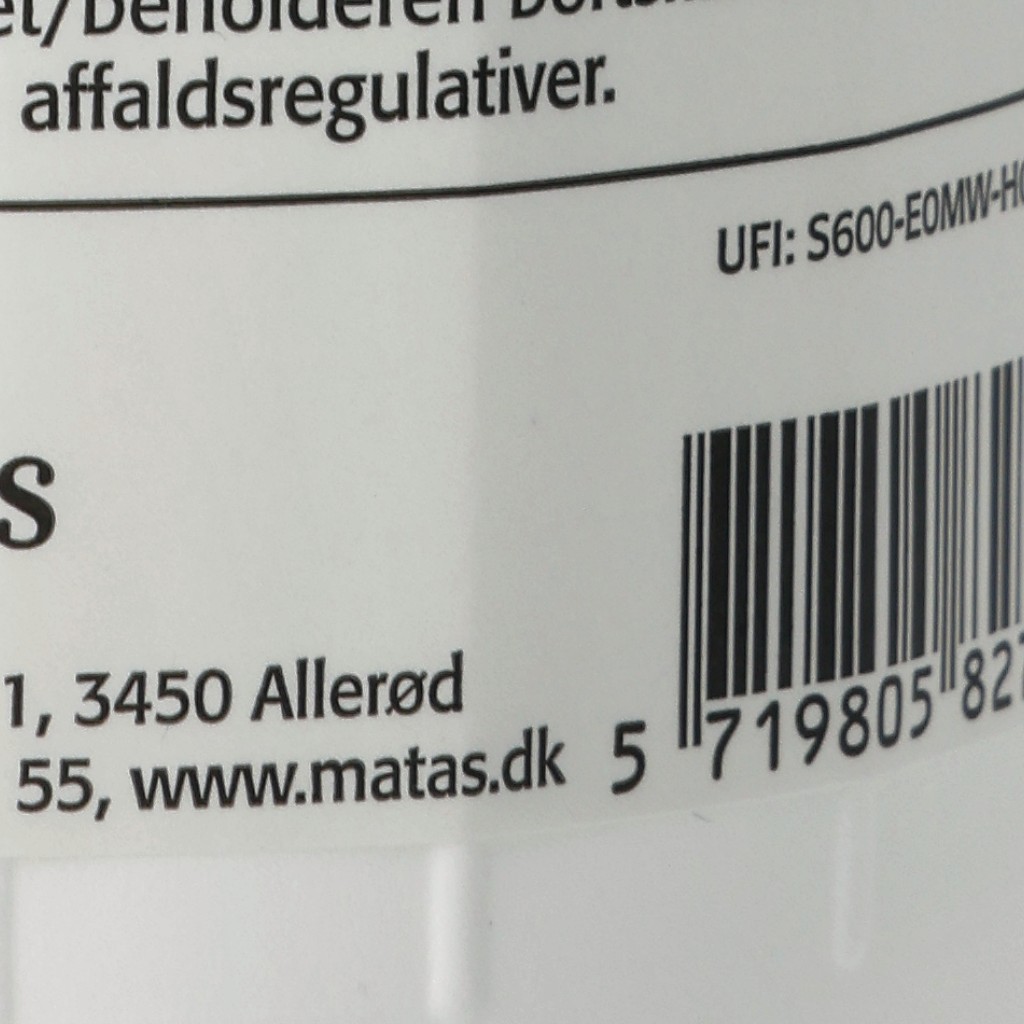 affaldsregulativer.
UFI: S600-E0MW-
S
1, 3450 Allerød
55, www.matas.dk
5 719805 82